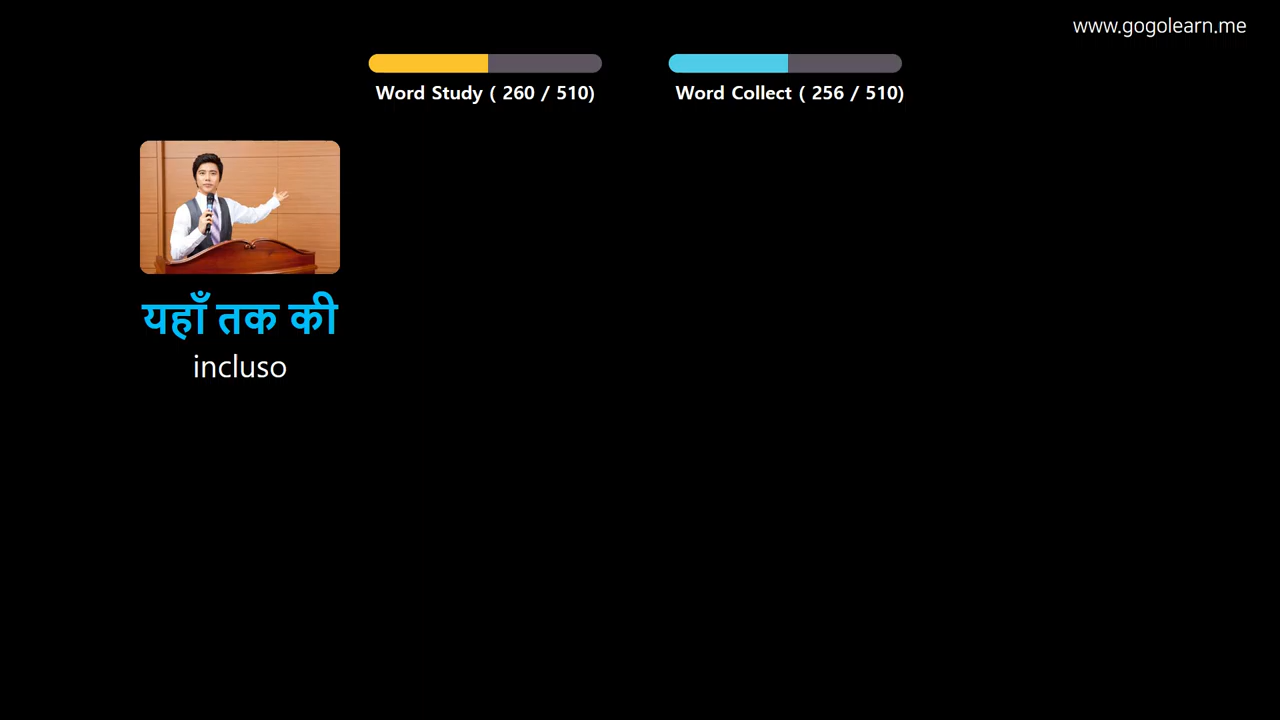 www.gogolearn.me
Word Study ( 260 / 510)
Word Collect ( 256 / 510)
यहाँ तक की
incluso